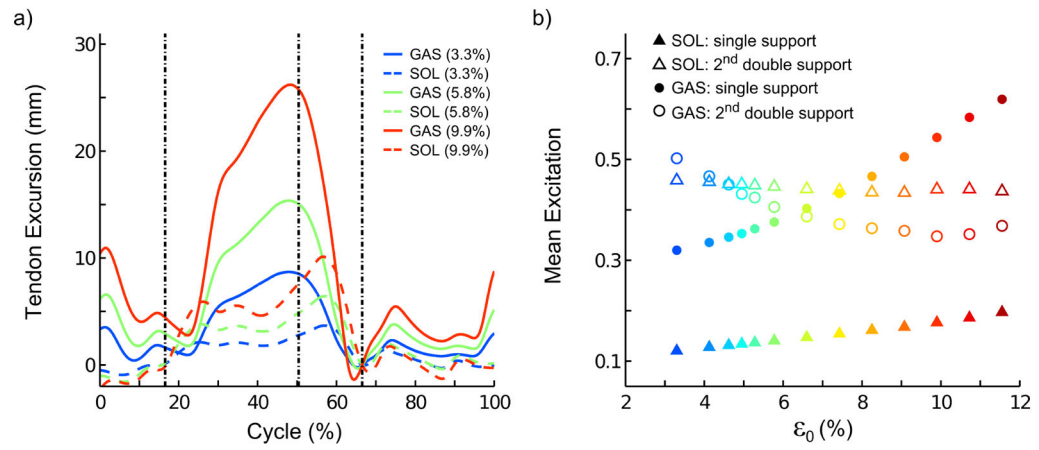 a)
Tendon Excursion (mm)
30
20
10
0
0
20
40
60
80
100
Cycle (%)
GAS (3.3%)
SOL (3.3%)
GAS (5.8%)
SOL (5.8%)
GAS (9.9%)
SOL (9.9%)
b)
Mean Excitation
0.7
0.5
0.3
0.1
2
4
6
8
10
12
ε₀ (%)
SOL: single support
SOL: 2ⁿᵈ double support
GAS: single support
GAS: 2ⁿᵈ double support